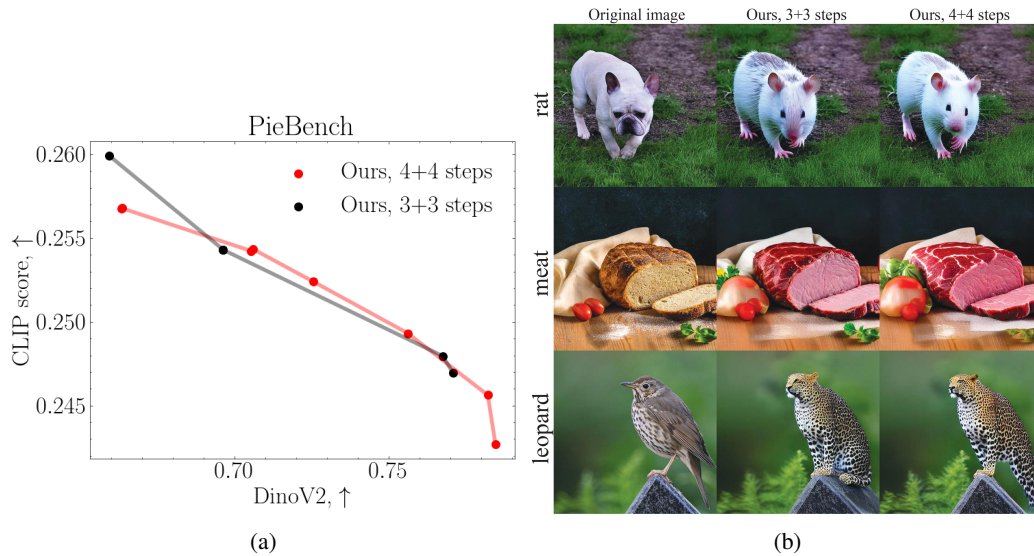 PieBench
Ours, 4+4 steps
Ours, 3+3 steps
CLIP score, ↑
0.260
0.255
0.250
0.245
0.70
0.75
DinoV2, ↑
(a)
Original image
Ours, 3+3 steps
Ours, 4+4 steps
rat
meat
leopard
(b)